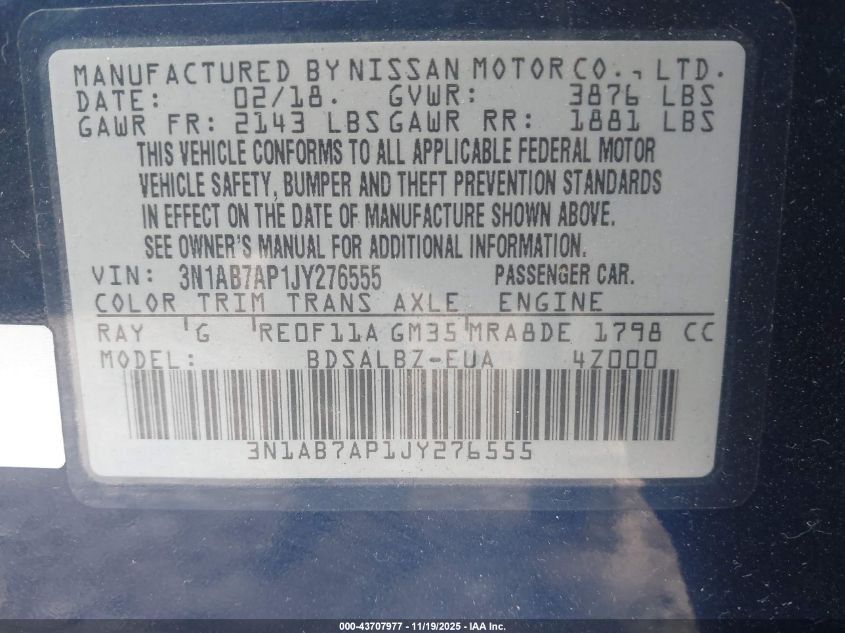 MANUFACTURED BY NISSAN MOTOR CO., LTD.
DATE: 02/18. GVWR: 3876 LBS
GAWR FR: 2143 LBS GAWR RR: 1881 LBS
THIS VEHICLE CONFORMS TO ALL APPLICABLE FEDERAL MOTOR
VEHICLE SAFETY, BUMPER AND THEFT PREVENTION STANDARDS
IN EFFECT ON THE DATE OF MANUFACTURE SHOWN ABOVE.
SEE OWNER'S MANUAL FOR ADDITIONAL INFORMATION.
VIN: 3N1AB7AP1JY276555 PASSENGER CAR.
COLOR TRIM TRANS AXLE ENGINE
RAY G RE0F11A GM35 MRA8DE 1798 CC
MODEL: BDSALBZ-EUA 4Z000
3N1AB7AP1JY276555
000-43707977 - 11/19/2025 - IAA Inc.